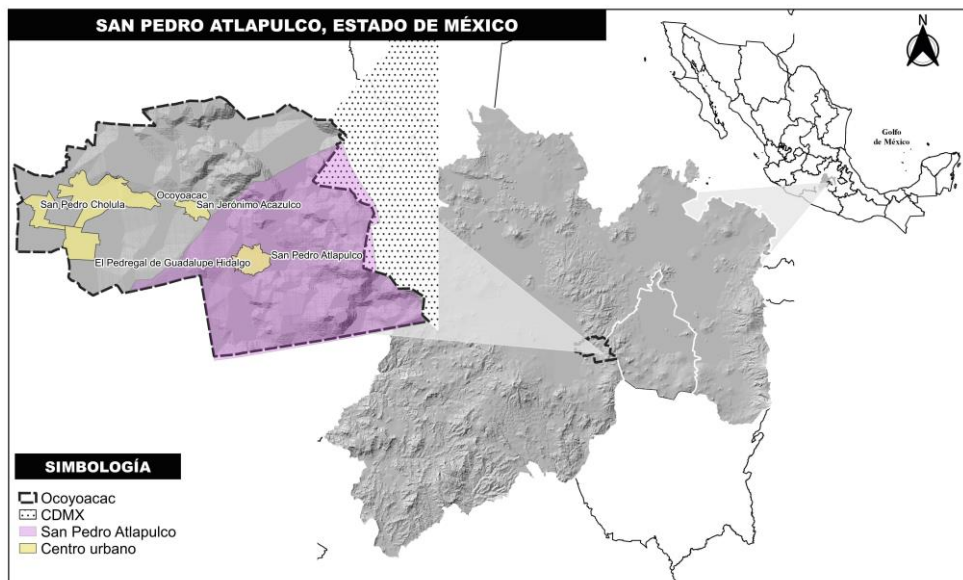 SAN PEDRO ATLAPULCO, ESTADO DE MÉXICO
N
Golfo
de México
Ocoyoacac
San Pedro Cholula
San Jerónimo Acazulco
El Pedregal de Guadalupe Hidalgo
San Pedro Atlapulco
SIMBOLOGÍA
Ocoyoacac
CDMX
San Pedro Atlapulco
Centro urbano